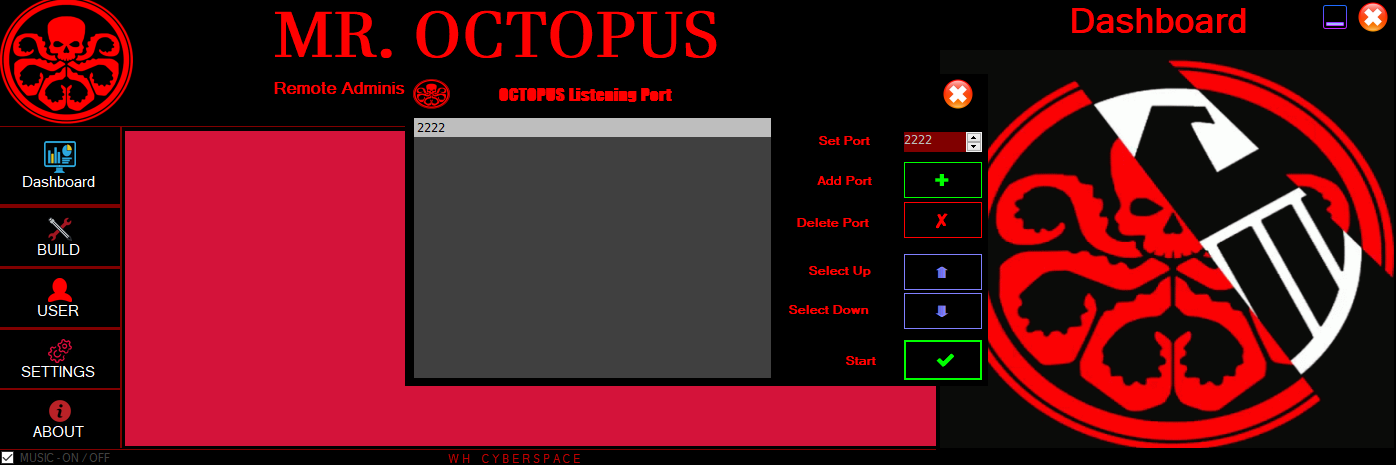 MR. OCTOPUS
Dashboard
Remote Adminis
OCTOPUS Listening Port
2222
Set Port
2222
Add Port
Delete Port
Select Up
Select Down
Start
Dashboard
BUILD
USER
SETTINGS
ABOUT
MUSIC - ON / OFF
WH CYBERSPACE